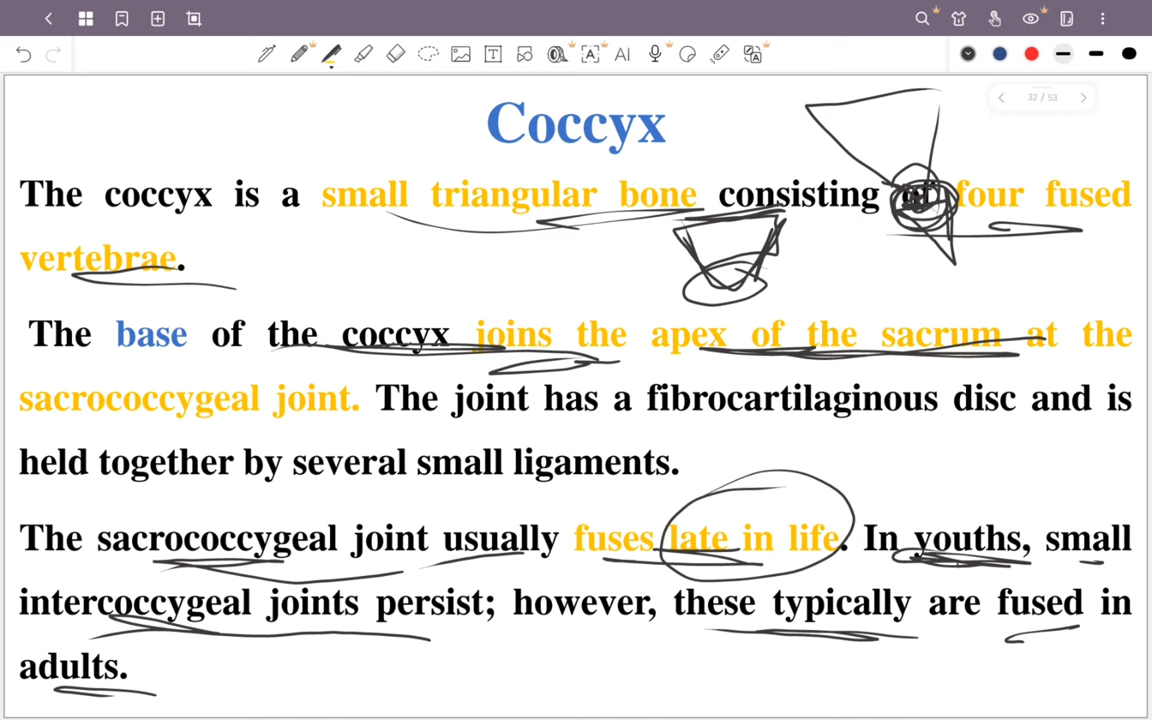 AI
32 / 53
Coccyx
The coccyx is a small triangular bone consisting of four fused
vertebrae.
The base of the coccyx joins the apex of the sacrum at the
sacrococcygeal joint. The joint has a fibrocartilaginous disc and is
held together by several small ligaments.
The sacrococcygeal joint usually fuses late in life. In youths, small
intercoccygeal joints persist; however, these typically are fused in
adults.